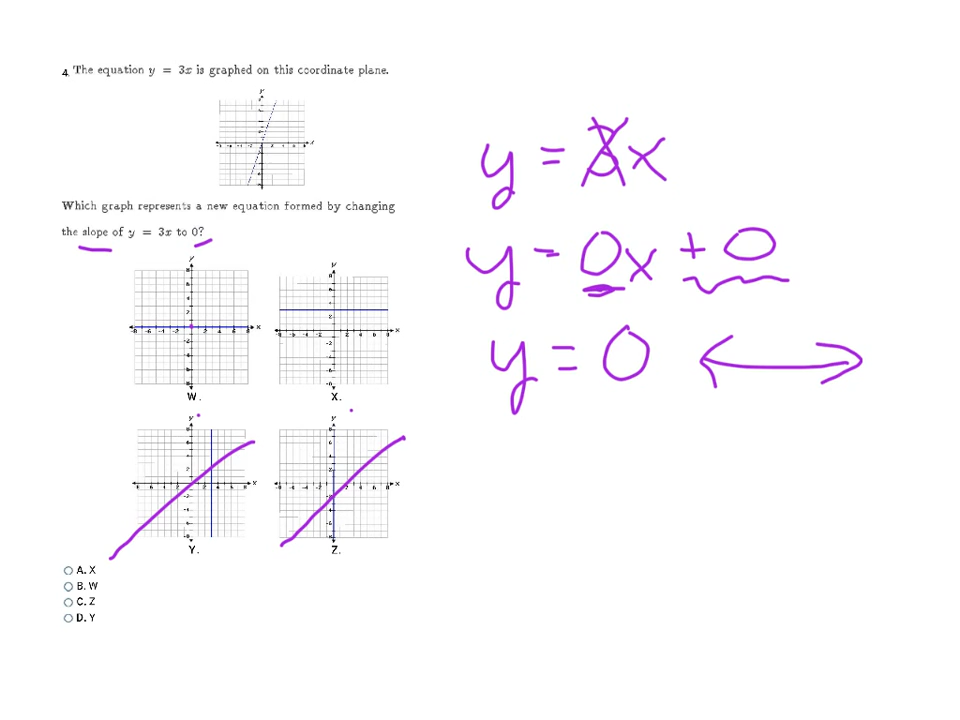 4. The equation y = 3x is graphed on this coordinate plane.
Which graph represents a new equation formed by changing
the slope of y = 3x to 0?
W.
X.
Y.
Z.
A. X
B. W
C. Z
D. Y
y = 3x
y = 0x + 0
y = 0